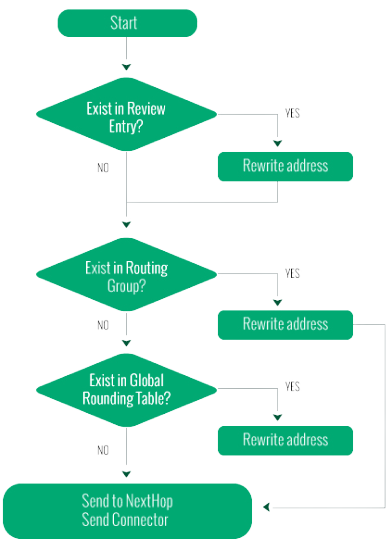 Start
Exist in Review
Entry?
YES
NO
Rewrite address
Exist in Routing
Group?
YES
Rewrite address
NO
Exist in Global
Rounding Table?
YES
Rewrite address
NO
Send to NextHop
Send Connector